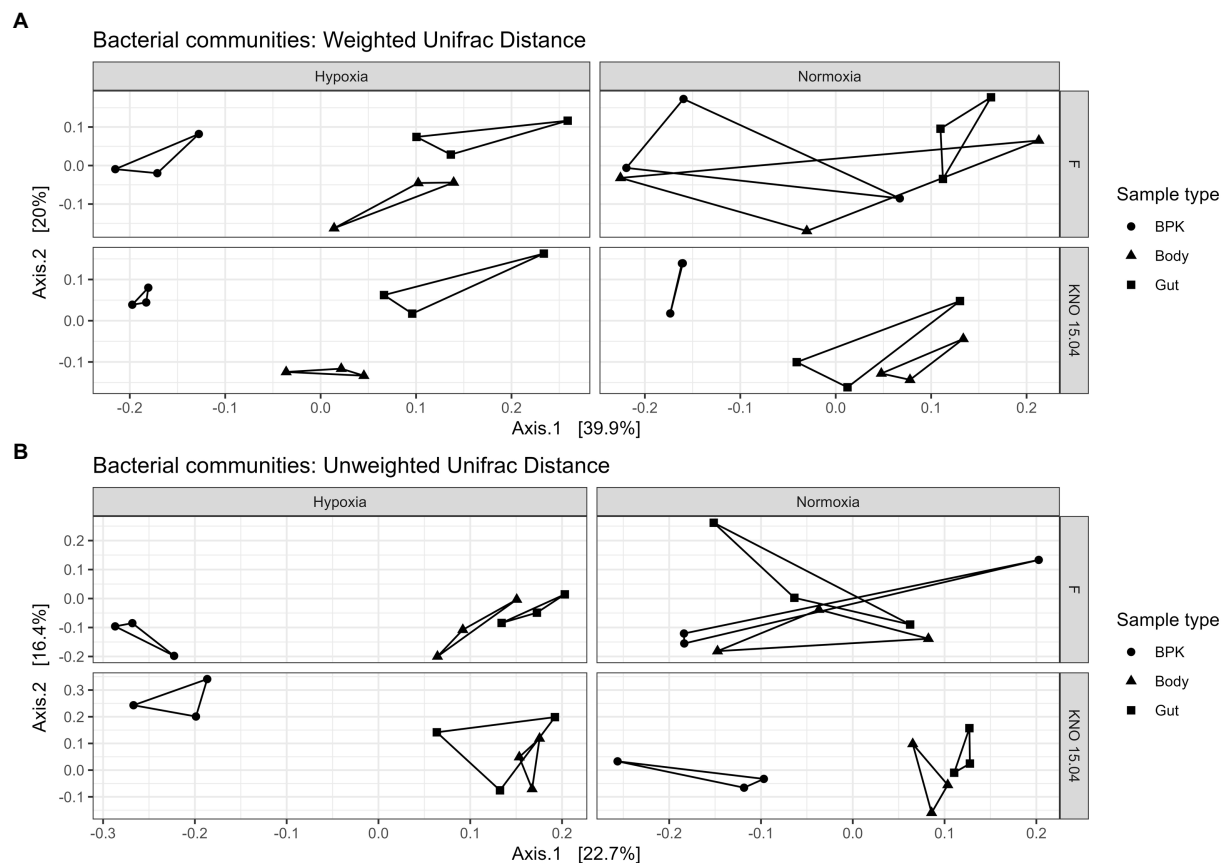 A
Bacterial communities: Weighted Unifrac Distance
Hypoxia
Normoxia
0.1
0.0
-0.1
F
0.1
0.0
-0.1
KNO 15.04
Axis.2 [20%]
-0.2
-0.1
0.0
0.1
0.2
-0.2
-0.1
0.0
0.1
0.2
Axis.1 [39.9%]
Sample type
BPK
Body
Gut
B
Bacterial communities: Unweighted Unifrac Distance
Hypoxia
Normoxia
0.2
0.1
0.0
-0.1
-0.2
F
0.3
0.2
0.1
0.0
-0.1
KNO 15.04
Axis.2 [16.4%]
-0.3
-0.2
-0.1
0.0
0.1
0.2
-0.2
-0.1
0.0
0.1
0.2
Axis.1 [22.7%]
Sample type
BPK
Body
Gut